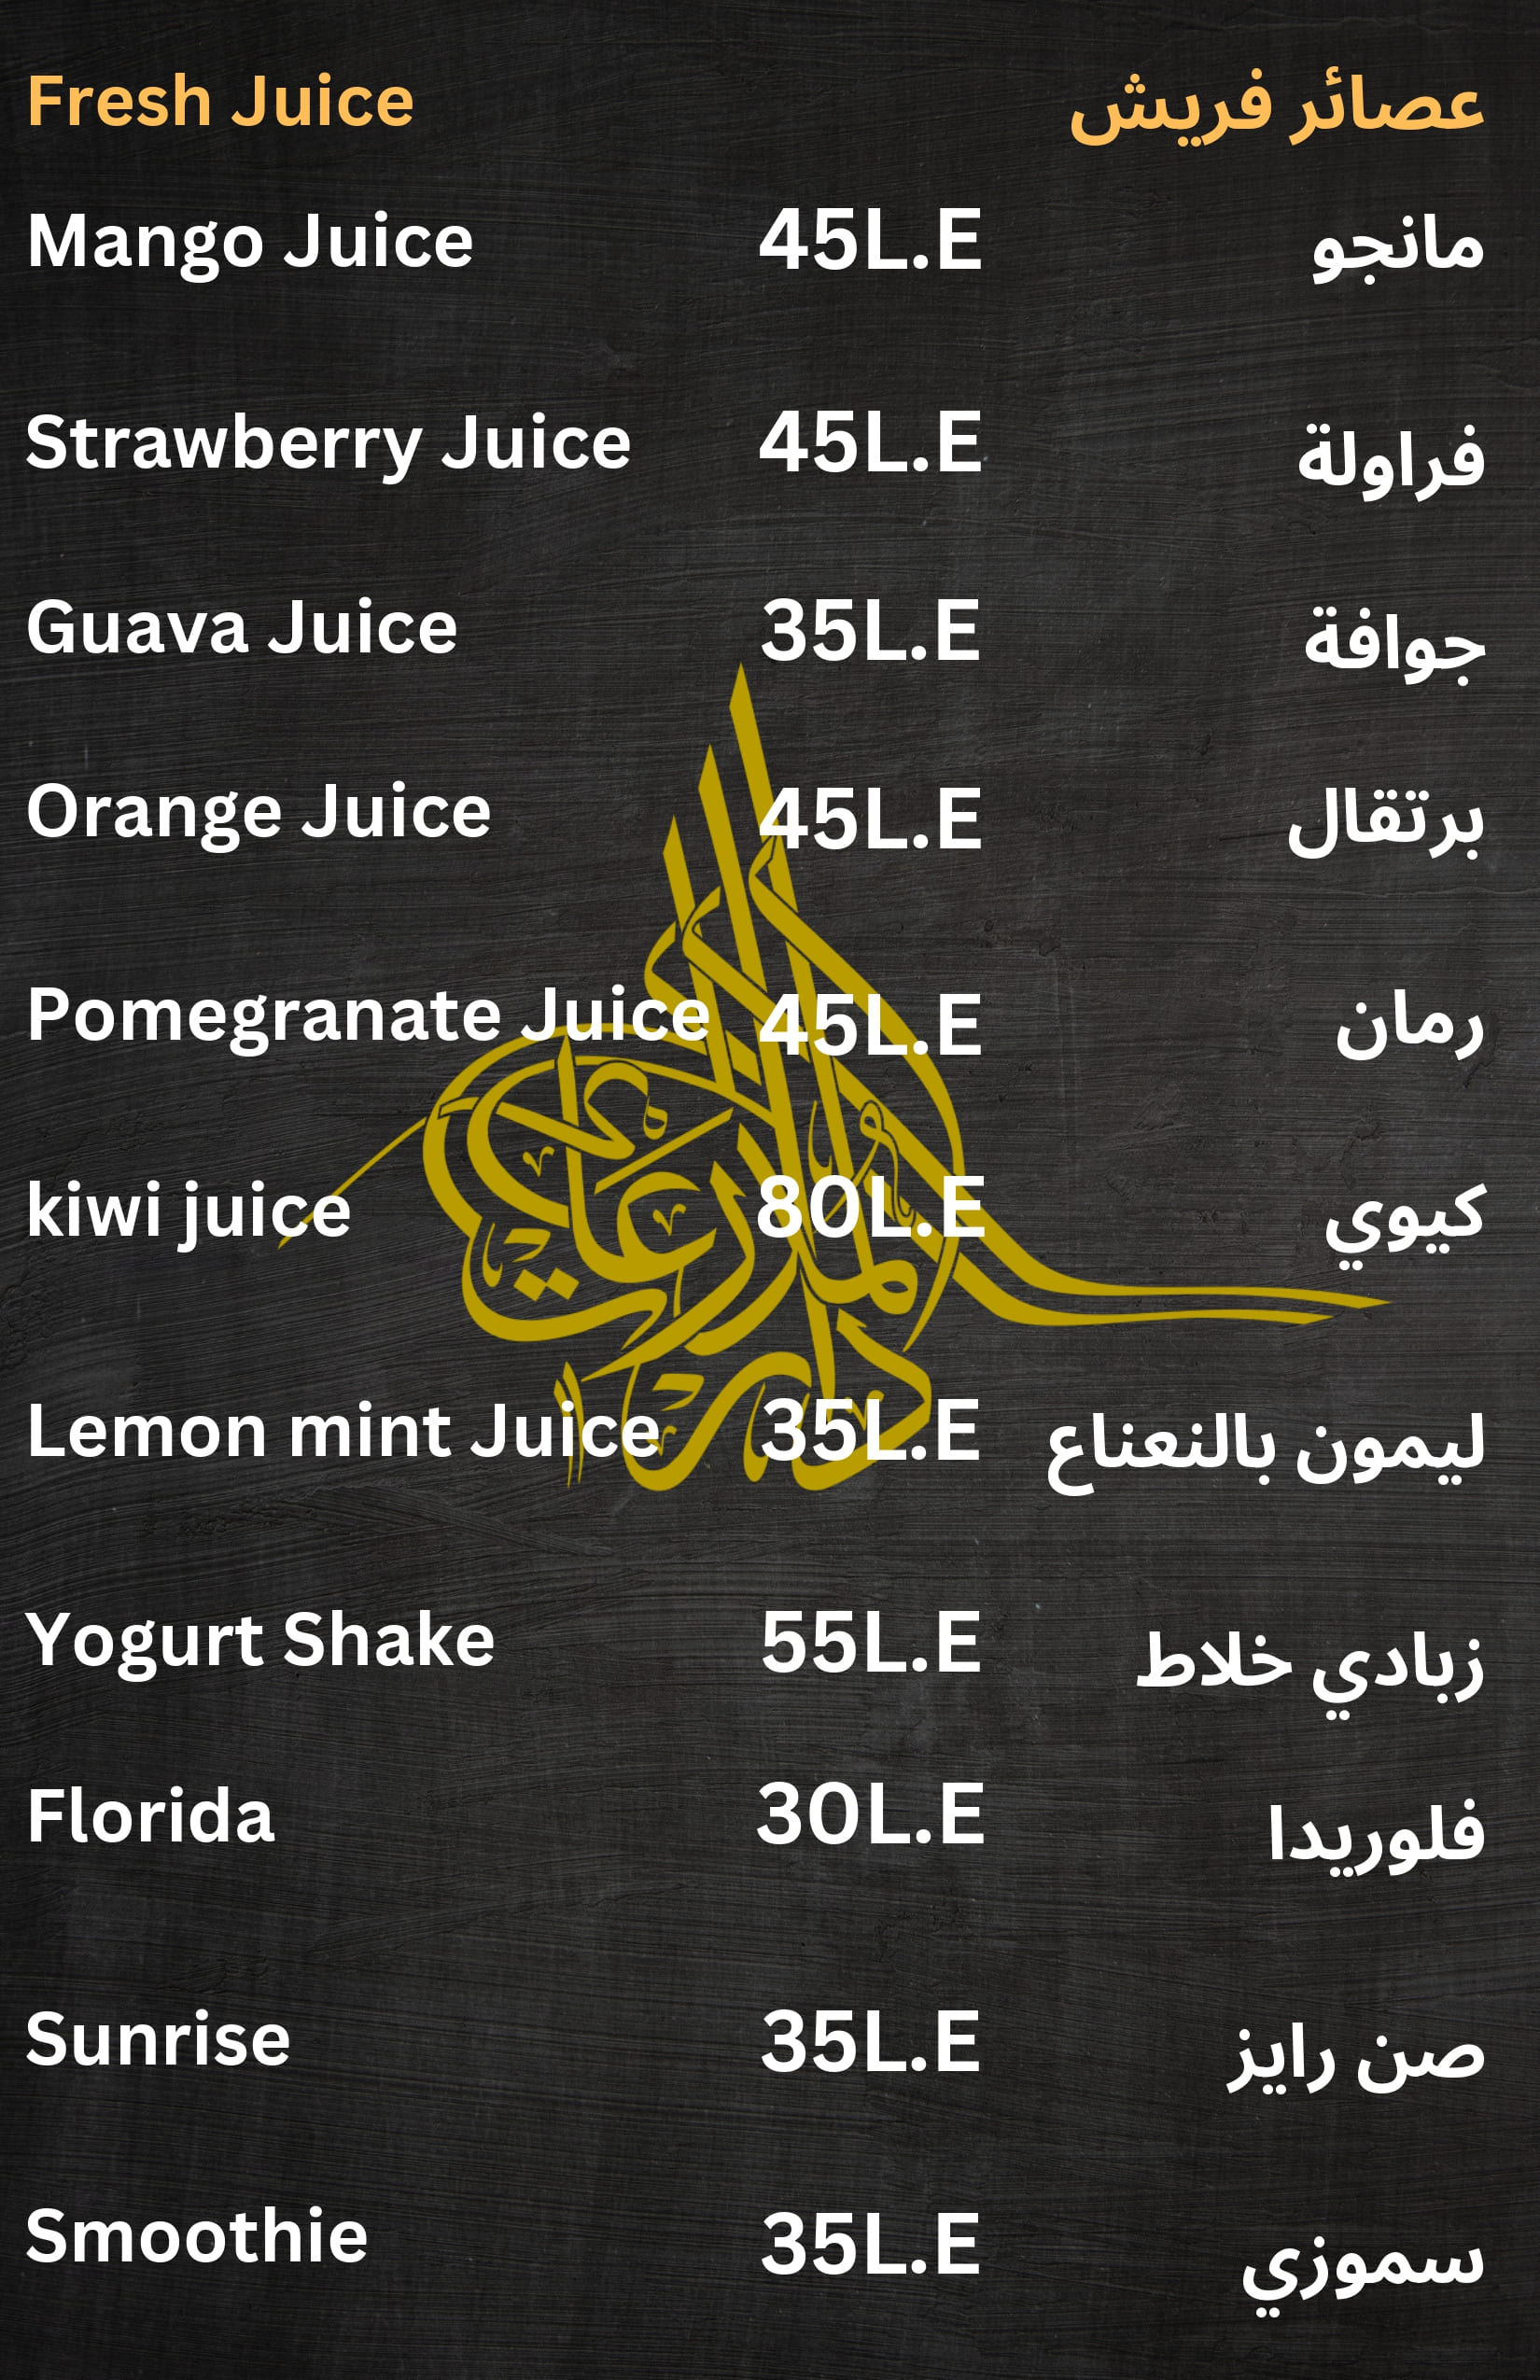 Fresh Juice عصائر فريش
Mango Juice 45L.E مانجو
Strawberry Juice 45L.E فراولة
Guava Juice 35L.E جوافة
Orange Juice 45L.E برتقال
Pomegranate Juice 45L.E رمان
kiwi juice 80L.E كيوي
Lemon mint Juice 35L.E ليمون بالنعناع
Yogurt Shake 55L.E زبادي خلاط
Florida 30L.E فلوريدا
Sunrise 35L.E صن رايز
Smoothie 35L.E سموزي